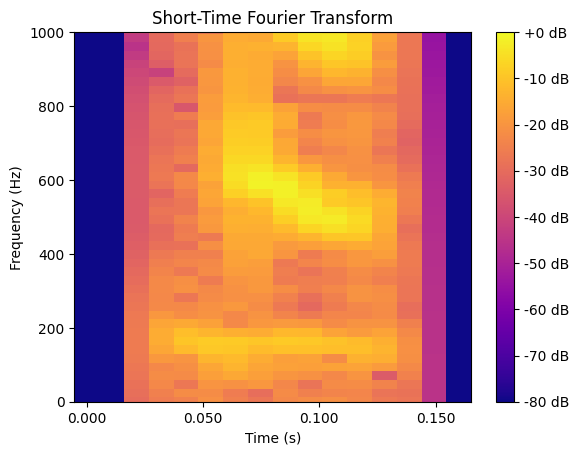 Short-Time Fourier Transform
1000
800
600
400
200
0
Frequency (Hz)
0.000
0.050
0.100
0.150
Time (s)
+0 dB
-10 dB
-20 dB
-30 dB
-40 dB
-50 dB
-60 dB
-70 dB
-80 dB